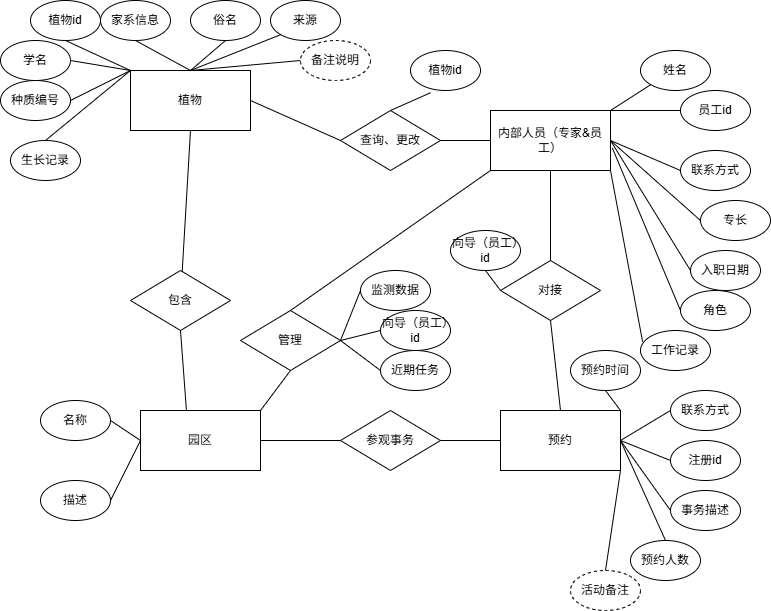 植物id
家系信息
俗名
来源
学名
备注说明
种质编号
植物
植物id
姓名
员工id
生长记录
查询、更改
内部人员（专家&员
工）
联系方式
专长
向导（员工）
id
入职日期
包含
监测数据
对接
角色
向导（员工）
id
管理
工作记录
近期任务
预约时间
名称
园区
参观事务
预约
联系方式
注册id
描述
事务描述
预约人数
活动备注